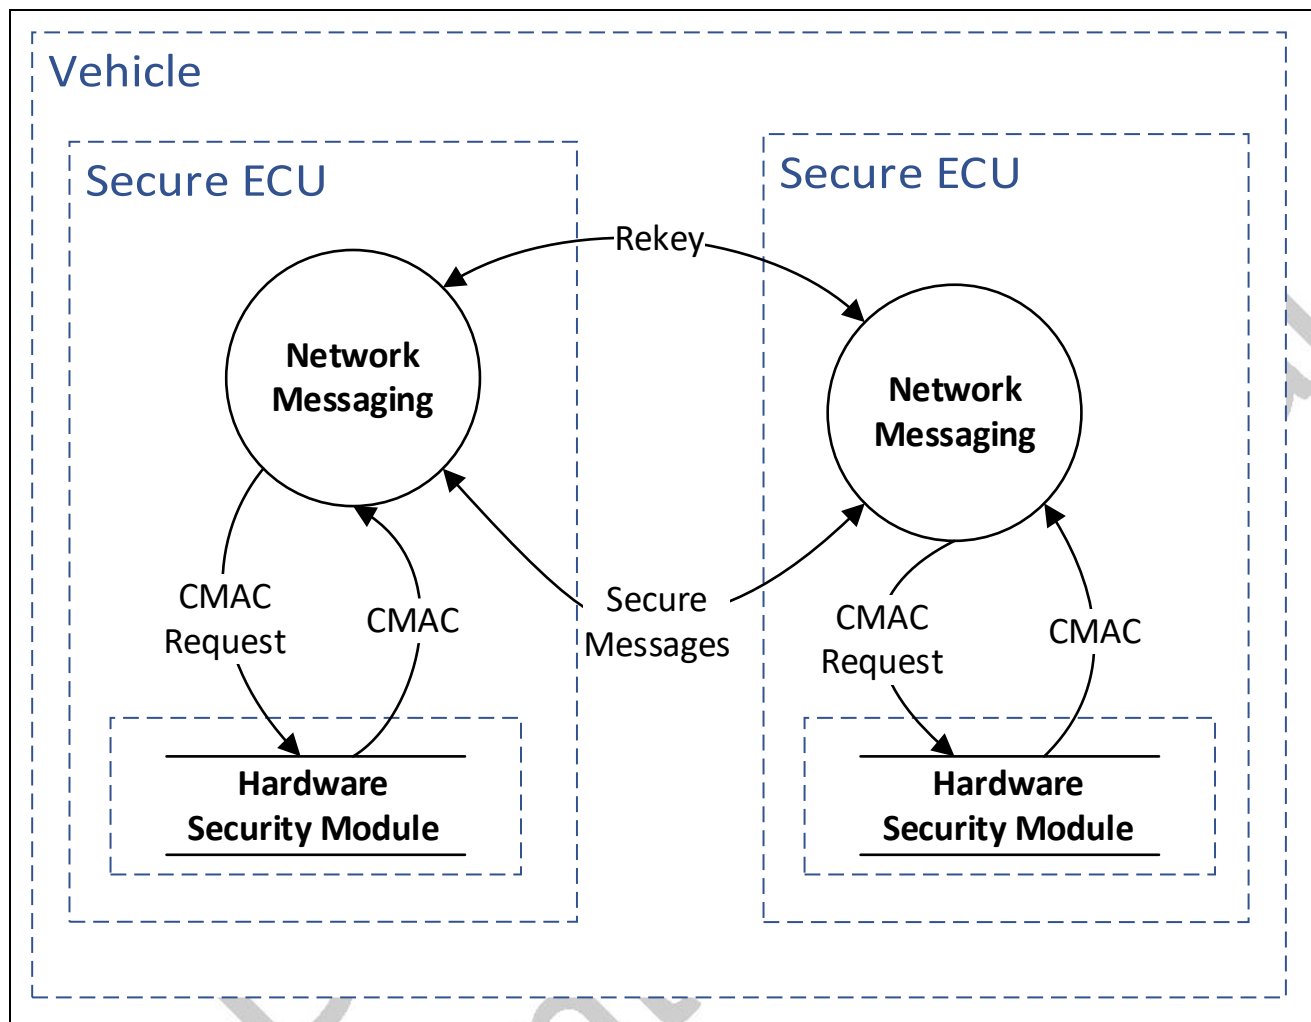 Vehicle
Secure ECU
Secure ECU
Rekey
Network
Messaging
Network
Messaging
CMAC
Request
CMAC
Secure
Messages
CMAC
Request
CMAC
Hardware
Security Module
Hardware
Security Module